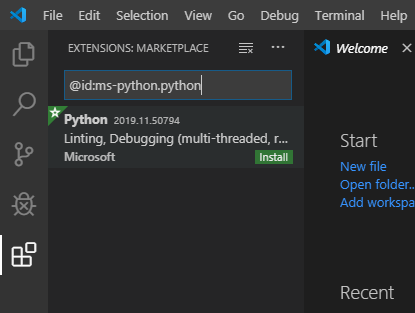 File Edit Selection View Go Debug Terminal Help
EXTENSIONS: MARKETPLACE
Welcome
@id:ms-python.python
Python 2019.11.50794
Linting, Debugging (multi-threaded, r...
Microsoft Install
Start
New file
Open folder...
Add workspa
Recent